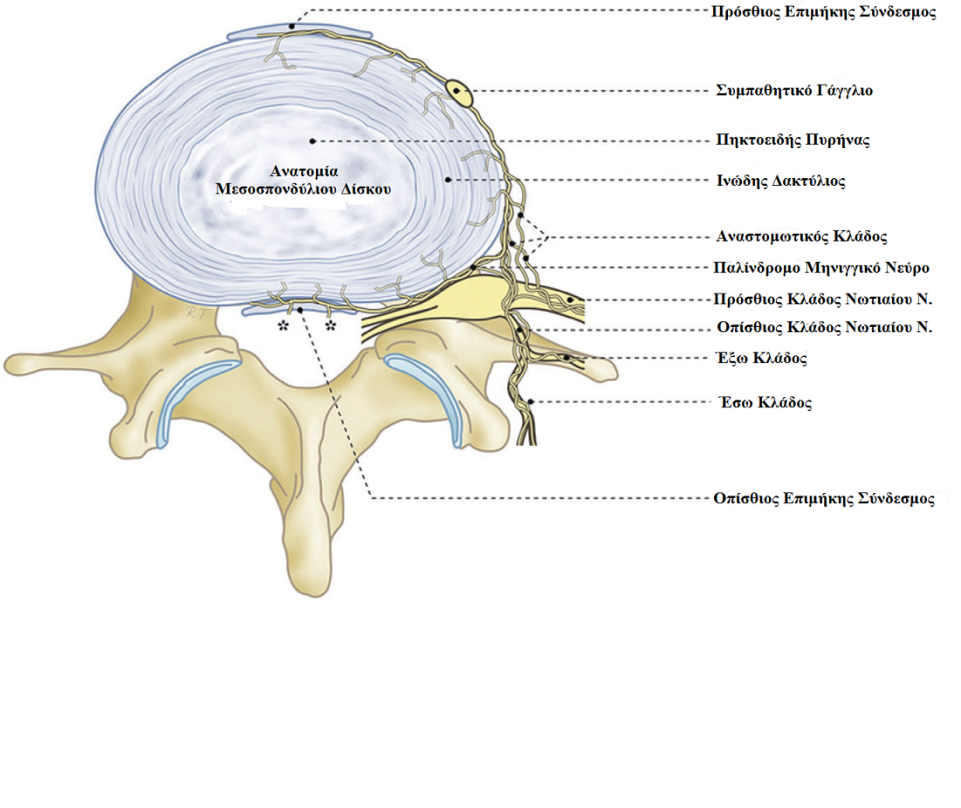 Πρόσθιος Επιμήκης Σύνδεσμος
Συμπαθητικό Γάγγλιο
Πηκτοειδής Πυρήνας
Ανατομία
Μεσοσπονδύλιου Δίσκου
Ινώδης Δακτύλιος
Αναστομωτικός Κλάδος
Παλίνδρομο Μηνιγγικό Νεύρο
Πρόσθιος Κλάδος Νωτιαίου Ν.
R.T
Οπίσθιος Κλάδος Νωτιαίου Ν.
* *
Έξω Κλάδος
Έσω Κλάδος
Οπίσθιος Επιμήκης Σύνδεσμος